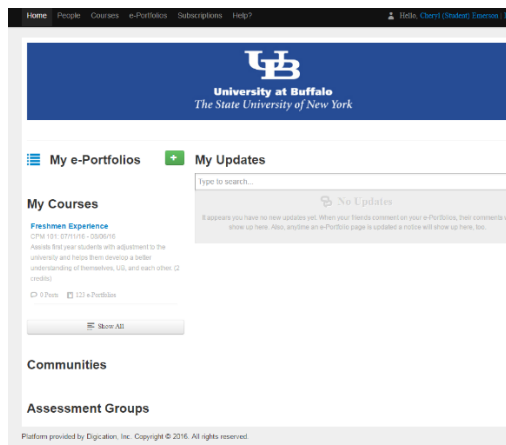 Home People Courses e-Portfolios Subscriptions Help? Hello, Cheryl (Student) Emerson |
UB
University at Buffalo
The State University of New York
My e-Portfolios + My Updates
Type to search...
No Updates
It appears you have no new updates yet. When your friends comment on your e-Portfolios, their comments
show up here. Also, anytime an e-Portfolio page is updated a notice will show up here, too.
My Courses
Freshmen Experience
CPM 101: 07/11/16 - 03/06/18
Assists first year students with adjustment to the
university and helps them develop a better
understanding of themselves, US, and each other. (2
credits)
0 Posts 123 e-Portfolios
Show All
Communities
Assessment Groups
Platform provided by Digication, Inc. Copyright © 2016. All rights reserved.